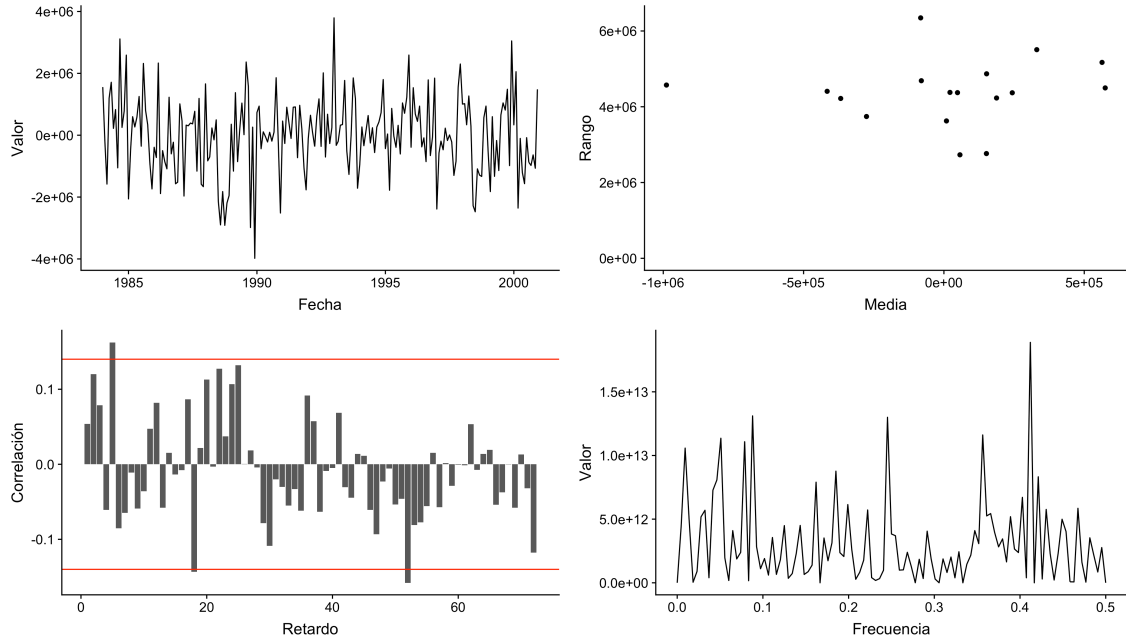 4e+06
2e+06
0e+00
-2e+06
-4e+06
Valor
1985 1990 1995 2000
Fecha
6e+06
4e+06
2e+06
0e+00
Rango
-1e+06 -5e+05 0e+00 5e+05
Media
0.1
0.0
-0.1
Correlación
0 20 40 60
Retardo
1.5e+13
1.0e+13
5.0e+12
0.0e+00
Valor
0.0 0.1 0.2 0.3 0.4 0.5
Frecuencia